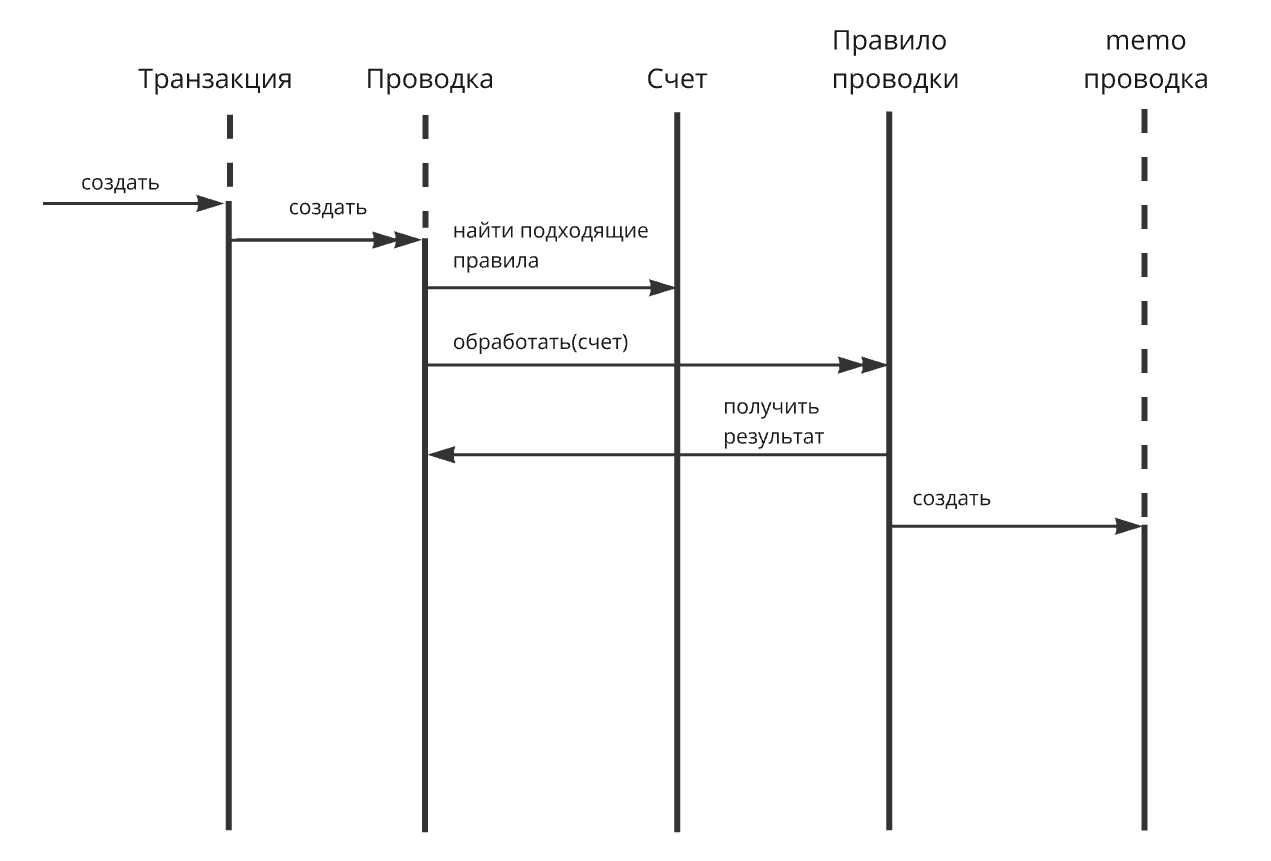 Транзакция
Проводка
Счет
Правило
проводки
memo
проводка
создать
создать
найти подходящие
правила
обработать(счет)
получить
результат
создать